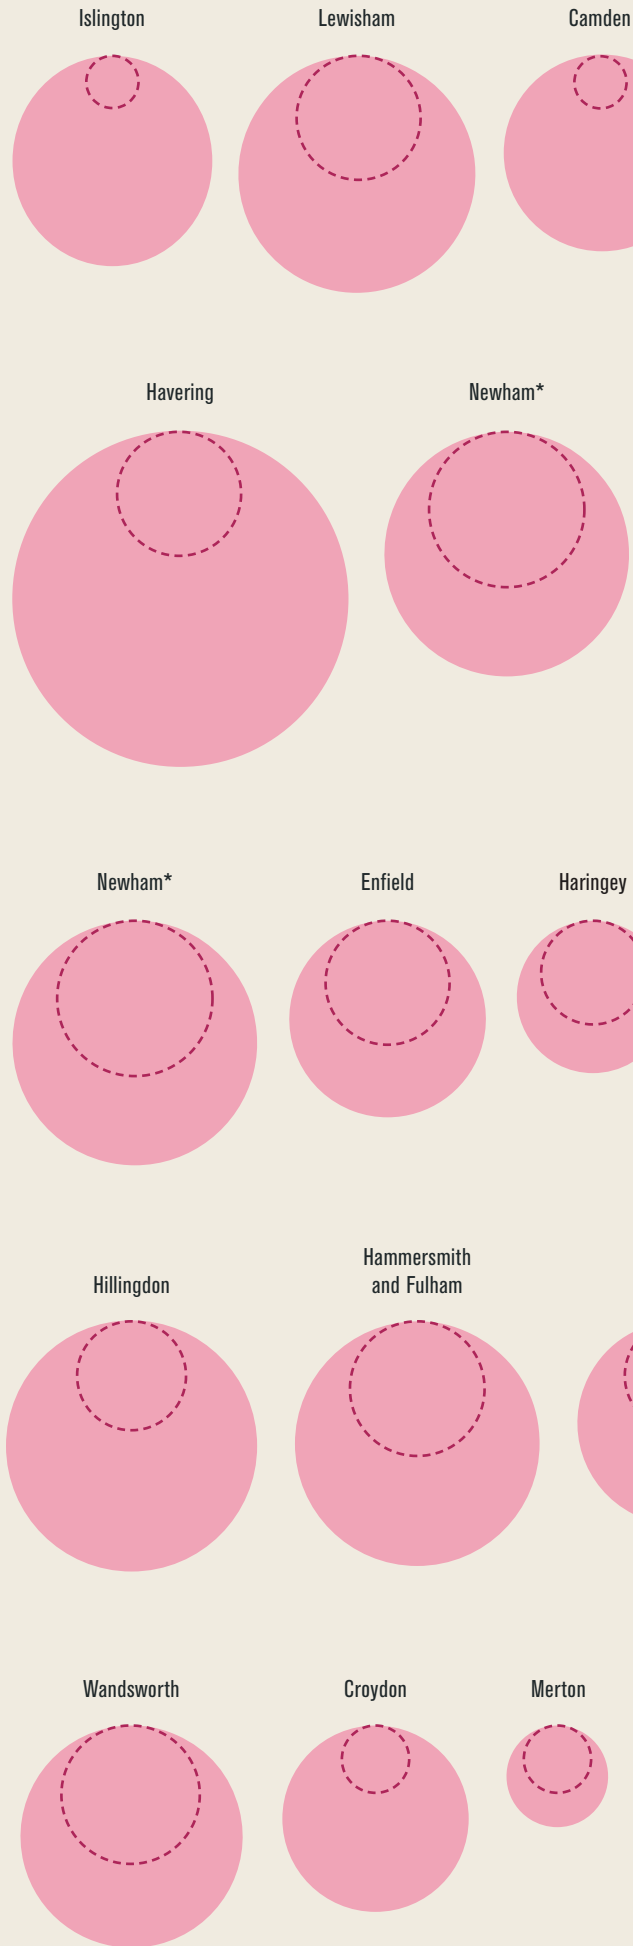 Islington
Lewisham
Camden
Havering
Newham*
Newham*
Enfield
Haringey
Hillingdon
Hammersmith
and Fulham
Wandsworth
Croydon
Merton